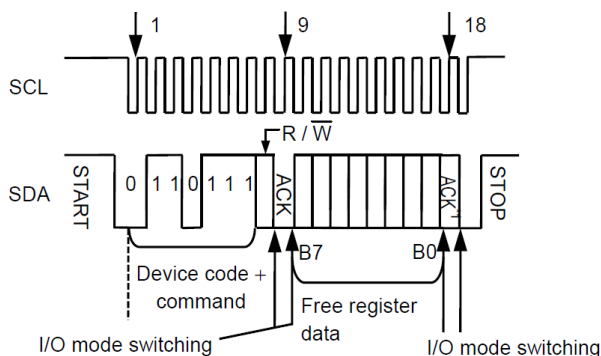 1 9 18
SCL
R / W
SDA
START 0 1 1 0 1 1 1 ACK ACK*1 STOP
B7 B0
Device code +
command
Free register
data
I/O mode switching I/O mode switching